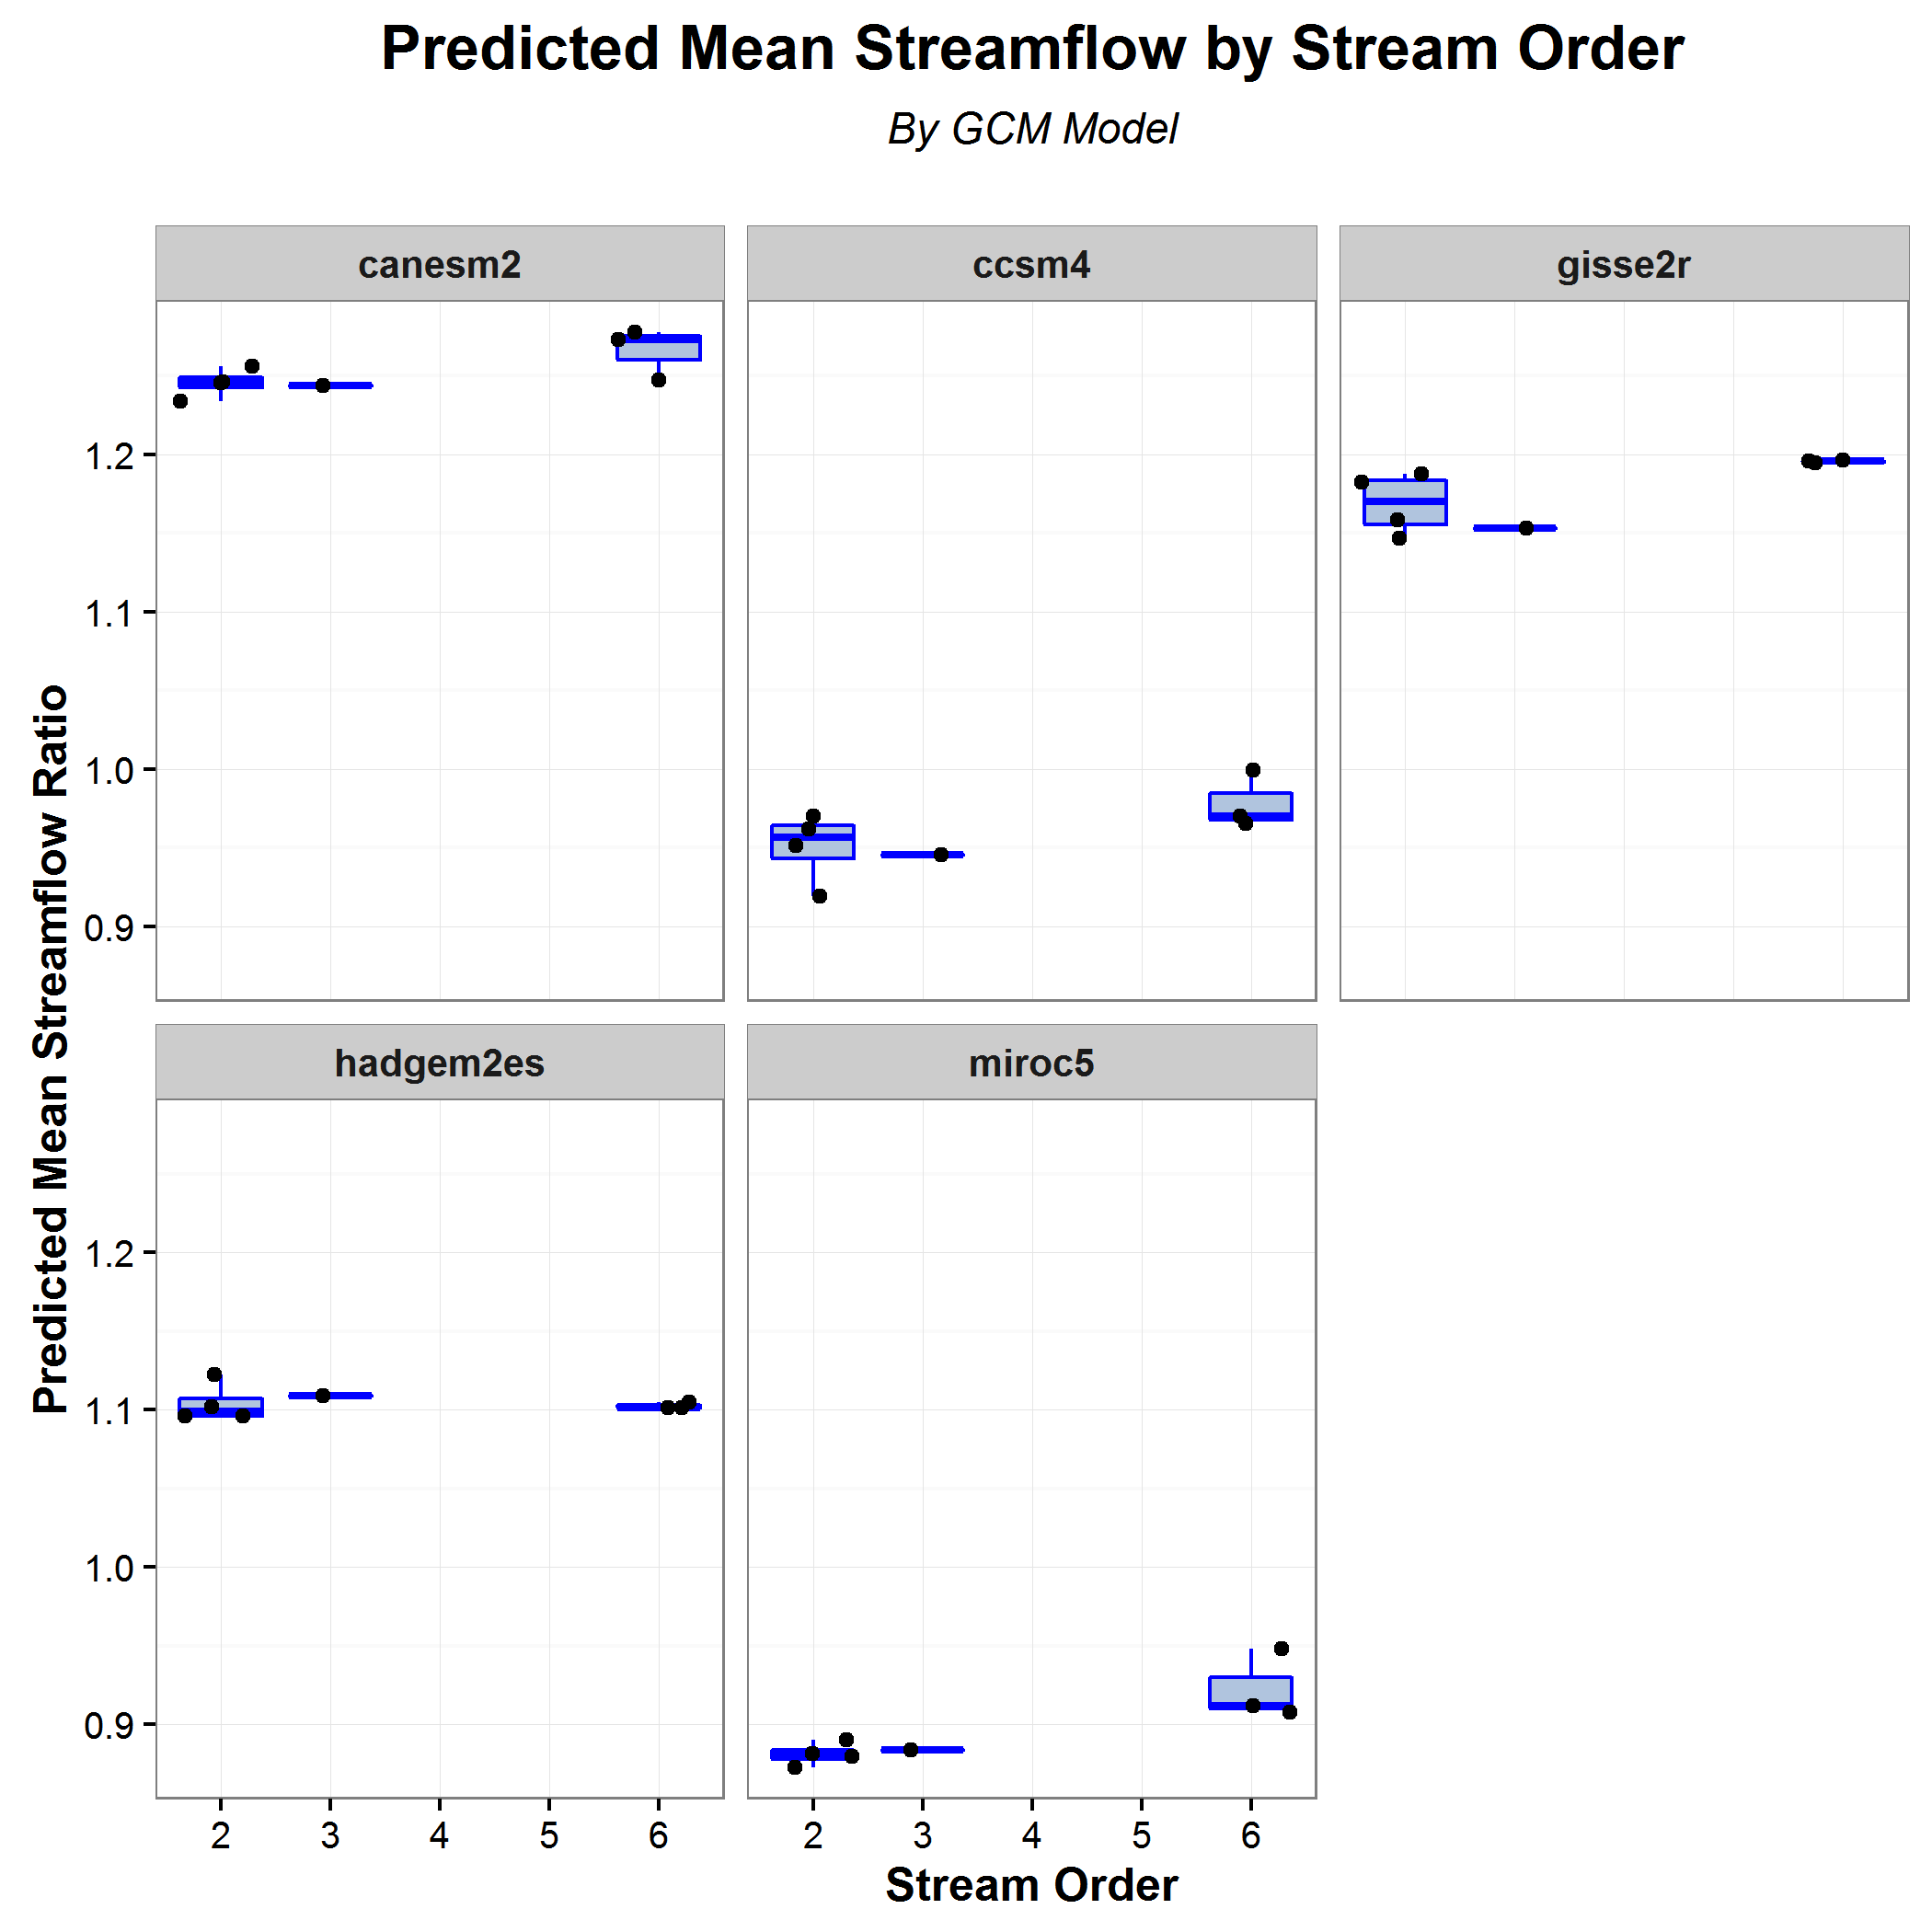 Predicted Mean Streamflow by Stream Order
By GCM Model
canesm2
ccsm4
gisse2r
1.2
1.1
1.0
0.9
Predicted Mean Streamflow Ratio
hadgem2es
miroc5
1.2
1.1
1.0
0.9
2 3 4 5 6
2 3 4 5 6
Stream Order